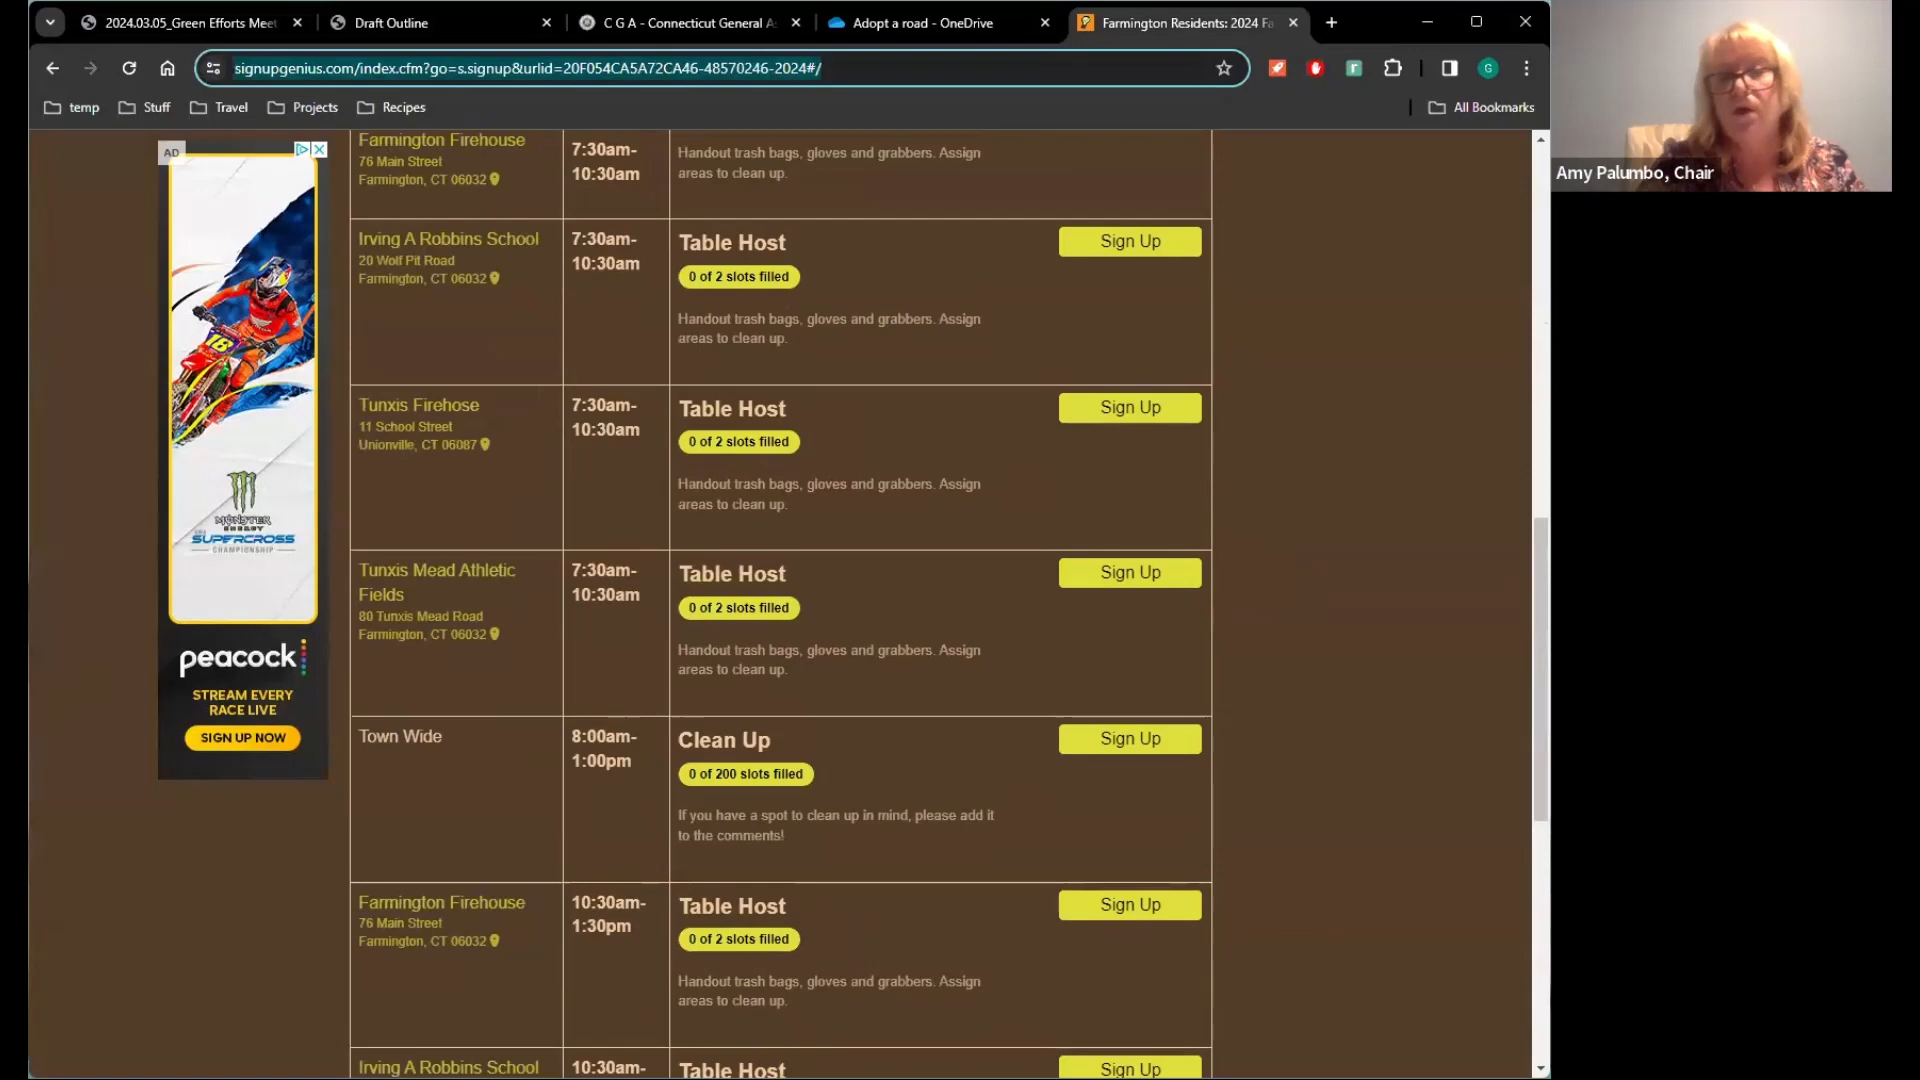 2024.03.05_Green Efforts Meet
Draft Outline
C G A - Connecticut General A
Adopt a road - OneDrive
Farmington Residents: 2024 Fa
signupgenius.com/index.cfm?go=s.signup&urlid=20F054CA5A72CA46-48570246-2024#/
G
temp
Stuff
Travel
Projects
Recipes
All Bookmarks
AD
18
MONSTER
ENERGY
SUPERCROSS
CHAMPIONSHIP
peacock
STREAM EVERY
RACE LIVE
SIGN UP NOW
Farmington Firehouse
76 Main Street
Farmington, CT 06032
7:30am-
10:30am
Handout trash bags, gloves and grabbers. Assign
areas to clean up.
Irving A Robbins School
20 Wolf Pit Road
Farmington, CT 06032
7:30am-
10:30am
Table Host
0 of 2 slots filled
Handout trash bags, gloves and grabbers. Assign
areas to clean up.
Sign Up
Tunxis Firehose
11 School Street
Unionville, CT 06087
7:30am-
10:30am
Table Host
0 of 2 slots filled
Handout trash bags, gloves and grabbers. Assign
areas to clean up.
Sign Up
Tunxis Mead Athletic
Fields
80 Tunxis Mead Road
Farmington, CT 06032
7:30am-
10:30am
Table Host
0 of 2 slots filled
Handout trash bags, gloves and grabbers. Assign
areas to clean up.
Sign Up
Town Wide
8:00am-
1:00pm
Clean Up
0 of 200 slots filled
If you have a spot to clean up in mind, please add it
to the comments!
Sign Up
Farmington Firehouse
76 Main Street
Farmington, CT 06032
10:30am-
1:30pm
Table Host
0 of 2 slots filled
Handout trash bags, gloves and grabbers. Assign
areas to clean up.
Sign Up
Irving A Robbins School
10:30am-
Table Host
Sign Up
Amy Palumbo, Chair